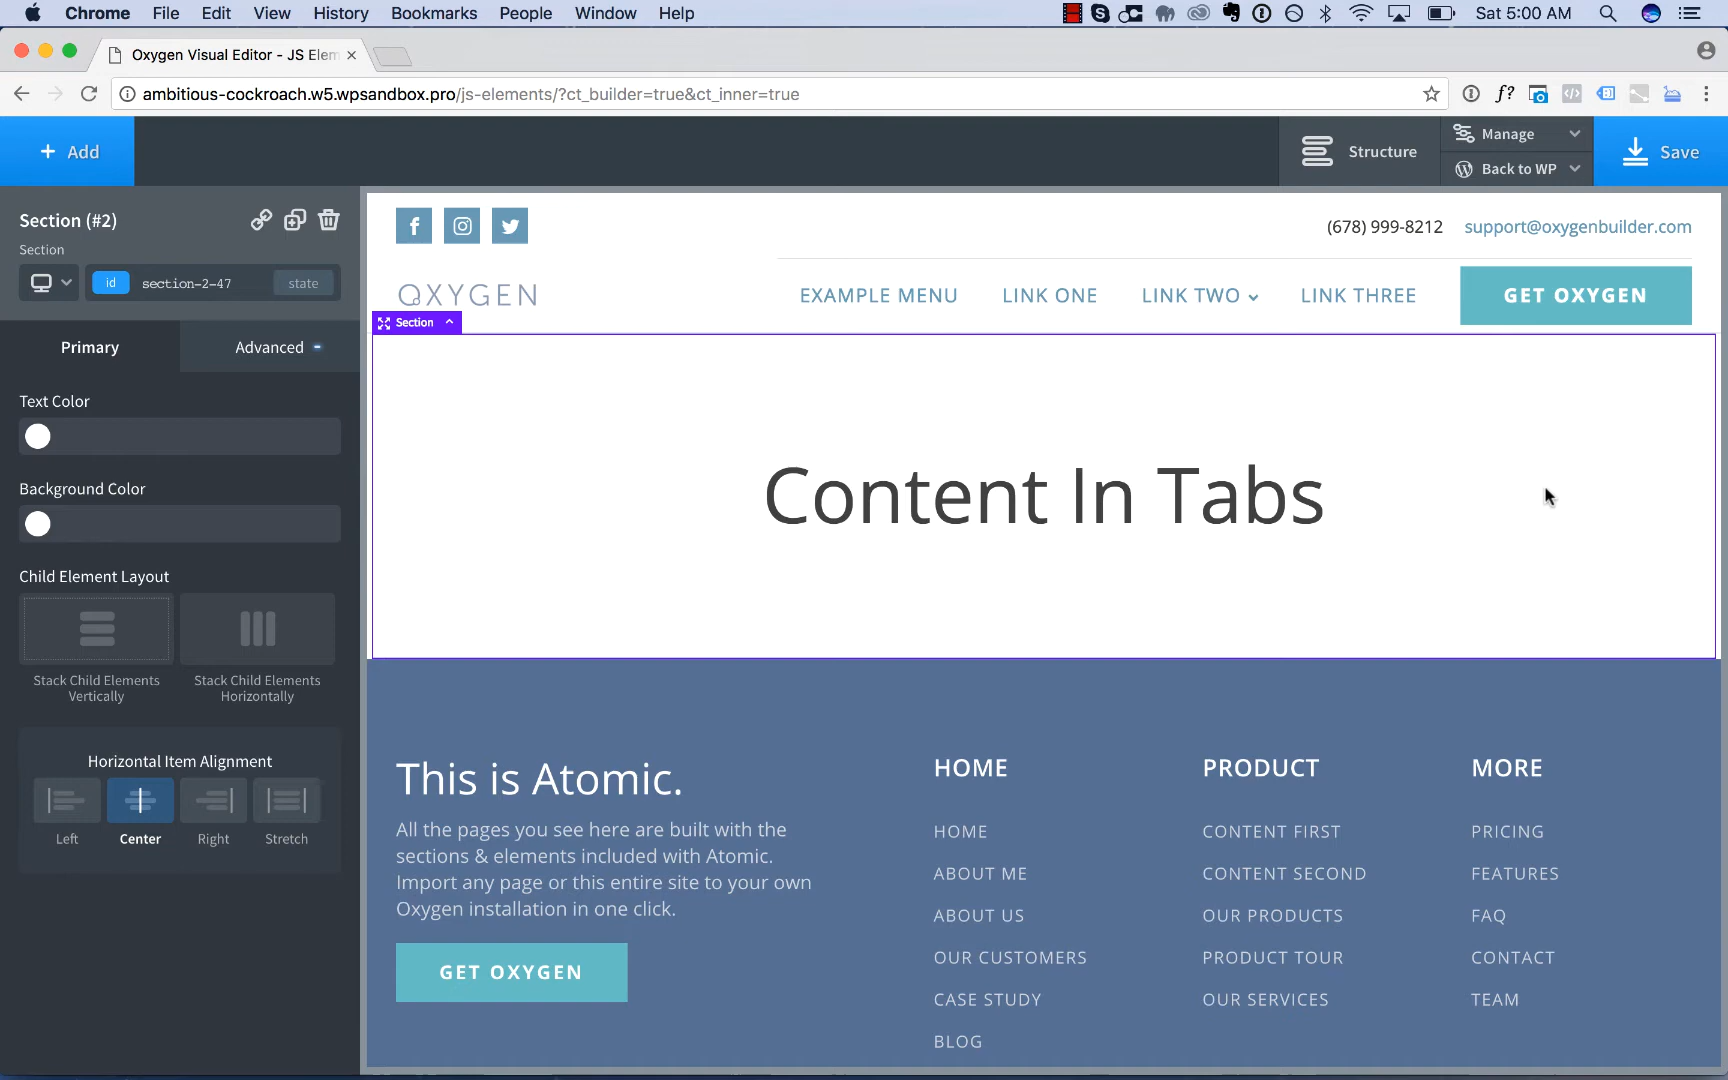 Chrome File Edit View History Bookmarks People Window Help Sat 5:00 AM
Oxygen Visual Editor - JS Elem
ambitious-cockroach.w5.wpsandbox.pro/js-elements/?ct_builder=true&ct_inner=true
+ Add
Structure
Manage
Back to WP
Save
Section (#2)
Section
id section-2-47 state
Primary Advanced
Text Color
Background Color
Child Element Layout
Stack Child Elements
Vertically
Stack Child Elements
Horizontally
Horizontal Item Alignment
Left Center Right Stretch
(678) 999-8212 support@oxygenbuilder.com
OXYGEN
EXAMPLE MENU LINK ONE LINK TWO LINK THREE GET OXYGEN
Section
Content In Tabs
This is Atomic.
All the pages you see here are built with the
sections & elements included with Atomic.
Import any page or this entire site to your own
Oxygen installation in one click.
GET OXYGEN
HOME
HOME
ABOUT ME
ABOUT US
OUR CUSTOMERS
CASE STUDY
BLOG
PRODUCT
CONTENT FIRST
CONTENT SECOND
OUR PRODUCTS
PRODUCT TOUR
OUR SERVICES
MORE
PRICING
FEATURES
FAQ
CONTACT
TEAM